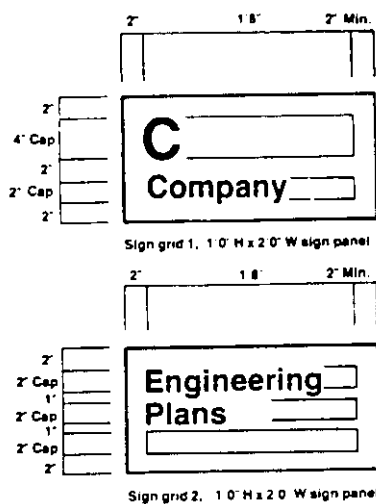 2" 1'8" 2" Min.
2"
4" Cap
2"
2" Cap
2"
C
Company
Sign grid 1, 1'0" H x 2'0" W sign panel
2" 1'8" 2" Min.
2"
2" Cap
1"
2" Cap
1"
2" Cap
2"
Engineering
Plans
Sign grid 2, 1'0" H x 2'0" W sign panel